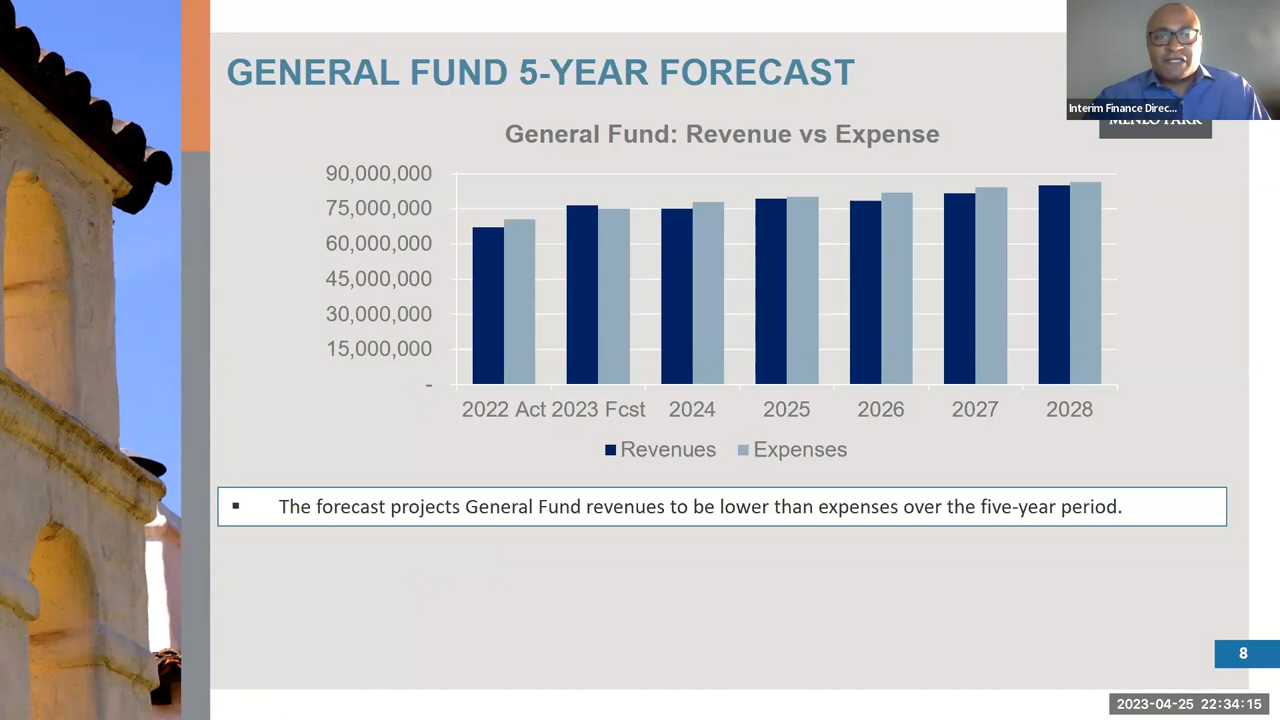 GENERAL FUND 5-YEAR FORECAST
Interim Finance Direc...
MENLO PARK
General Fund: Revenue vs Expense
90,000,000
75,000,000
60,000,000
45,000,000
30,000,000
15,000,000
-
2022 Act 2023 Fcst 2024 2025 2026 2027 2028
Revenues Expenses
▪ The forecast projects General Fund revenues to be lower than expenses over the five-year period.
8
2023-04-25 22:34:15